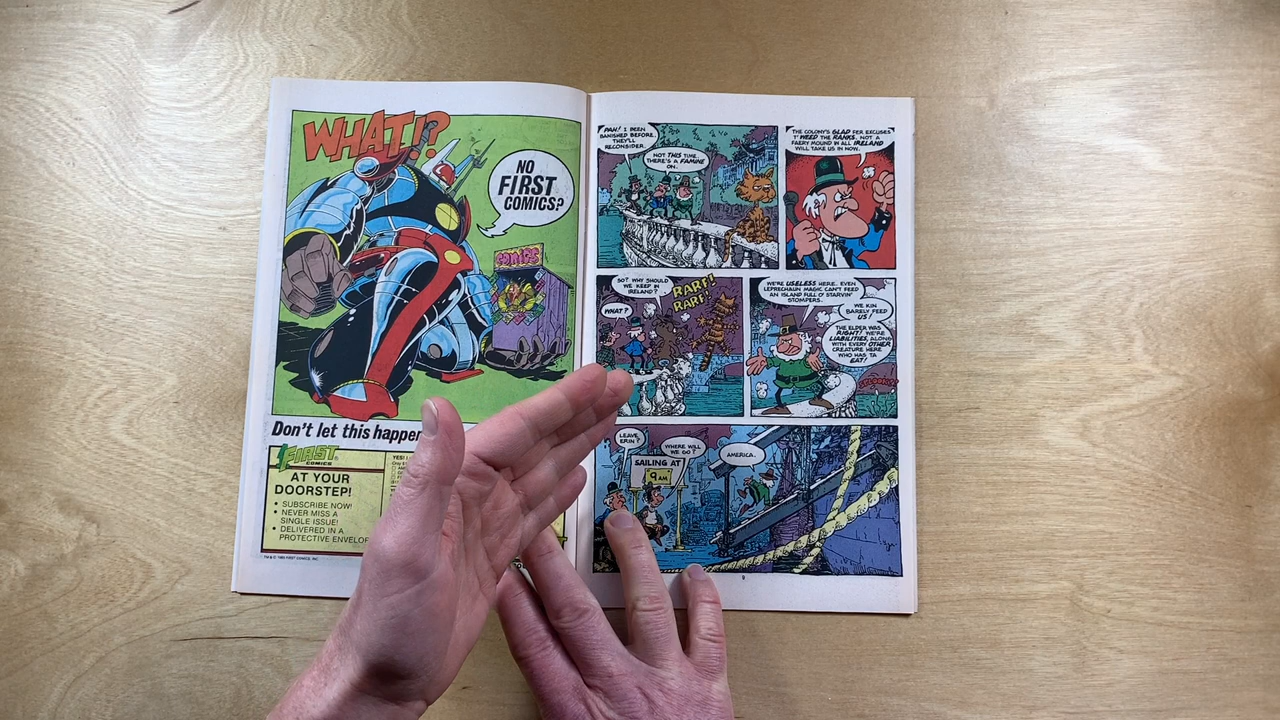 WHAT!?
NO
FIRST
COMICS?
COMICS
Don't let this happen
FIRST
COMICS
AT YOUR
DOORSTEP!
• SUBSCRIBE NOW!
• NEVER MISS A
SINGLE ISSUE!
• DELIVERED IN A
PROTECTIVE ENVELOP
YES!
PAH! I BEEN
BANISHED BEFORE.
THEY'LL
RECONSIDER.
NOT THIS TIME.
THERE'S A FAMINE
ON.
THE COLONY'S GLAD FER EXCUSES
T' WEED THE RANKS. NOT A
FAERY MOUND IN ALL IRELAND
WILL TAKE US IN NOW.
SO? WHY SHOULD
WE KEEP IN
IRELAND?
WHAT?
RARF!
RARF!
WE'RE USELESS HERE. EVEN
LEPRECHAUN MAGIC CAN'T FEED
AN ISLAND FULL O' STARVIN'
STOMPERS.
WE KIN
BARELY FEED
US!
THE ELDER WAS
RIGHT! WE'RE
LIABILITIES, ALONG
WITH EVERY OTHER
CREATURE HERE
WHO HAS TA
EAT!
LEAVE
ERIN?
WHERE WILL
WE GO?
AMERICA.
SAILING AT
9 AM
9